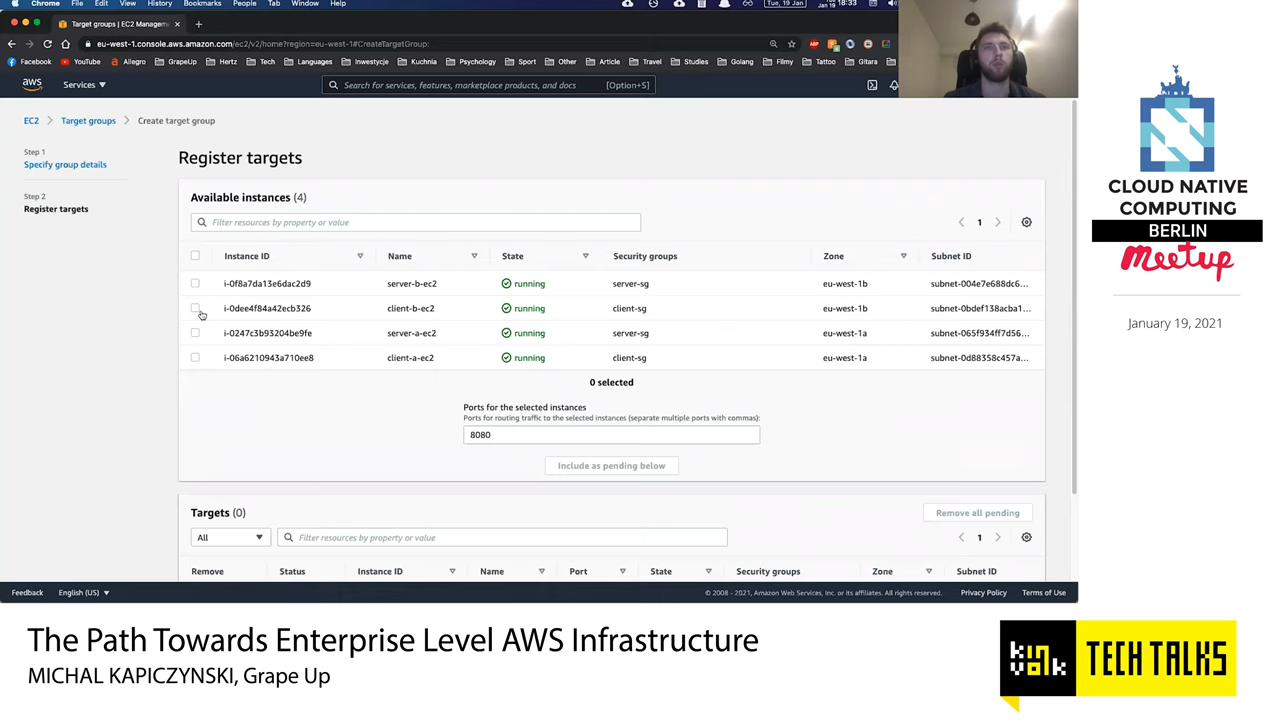 Chrome File Edit View History Bookmarks People Tab Window Help
Tue, 19 Jan
Jan 19 18:33
Target groups | EC2 Managem
eu-west-1.console.aws.amazon.com/ec2/v2/home?region=eu-west-1#CreateTargetGroup:
Facebook YouTube Allegro GrapeUp Hertz Tech Languages Inwestycje Kuchnia Psychology Sport Other Article Travel Studies Golang Filmy Tattoo Gitara
aws Services Search for services, features, marketplace products, and docs [Option+S]
EC2 Target groups Create target group
Step 1
Specify group details
Step 2
Register targets
Register targets
Available instances (4)
Filter resources by property or value
1
Instance ID Name State Security groups Zone Subnet ID
i-0f8a7da13e6dac2d9 server-b-ec2 running server-sg eu-west-1b subnet-004e7e688dc6...
i-0dee4f84a42ecb326 client-b-ec2 running client-sg eu-west-1b subnet-0bdef138acba1...
i-0247c3b93204be9fe server-a-ec2 running server-sg eu-west-1a subnet-065f934ff7d56...
i-06a6210943a710ee8 client-a-ec2 running client-sg eu-west-1a subnet-0d88358c457a...
0 selected
Ports for the selected instances
Ports for routing traffic to the selected instances (separate multiple ports with commas):
8080
Include as pending below
Targets (0)
Remove all pending
All Filter resources by property or value
1
Remove Status Instance ID Name Port State Security groups Zone Subnet ID
Feedback English (US) © 2008 - 2021, Amazon Web Services, Inc. or its affiliates. All rights reserved. Privacy Policy Terms of Use
CLOUD NATIVE
COMPUTING
BERLIN
Meetup
January 19, 2021
The Path Towards Enterprise Level AWS Infrastructure
MICHAL KAPICZYNSKI, Grape Up
kinvolk
TECH TALKS